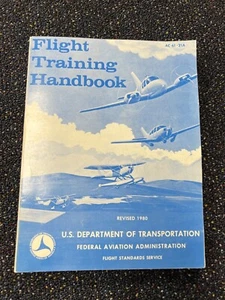 Flight
AC 61-21A
Training
Handbook
REVISED 1980
U.S. DEPARTMENT OF TRANSPORTATION
FEDERAL AVIATION ADMINISTRATION
FLIGHT STANDARDS SERVICE